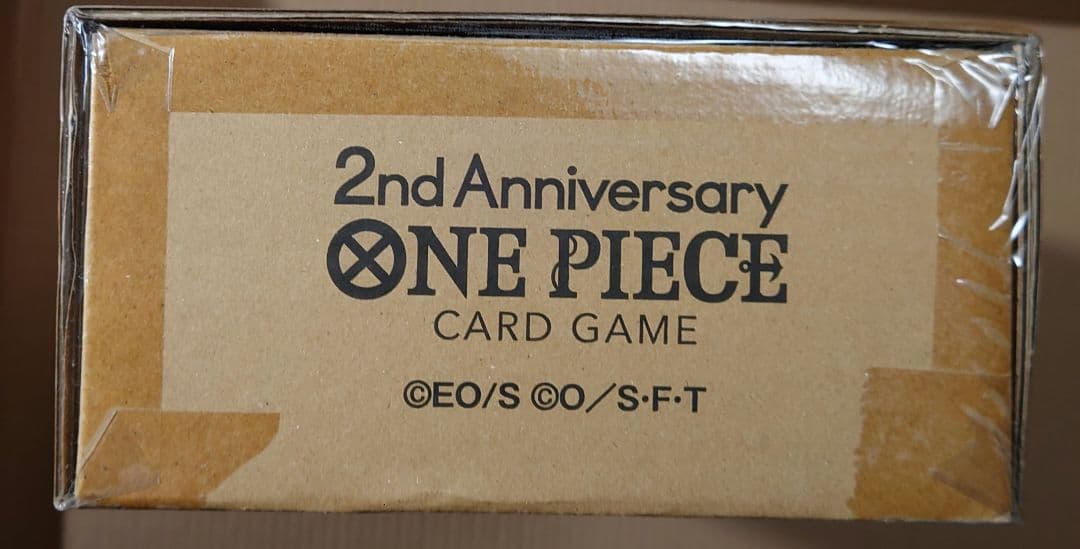 2nd Anniversary
ONE PIECE
CARD GAME
©EO/S ©O/S･F･T